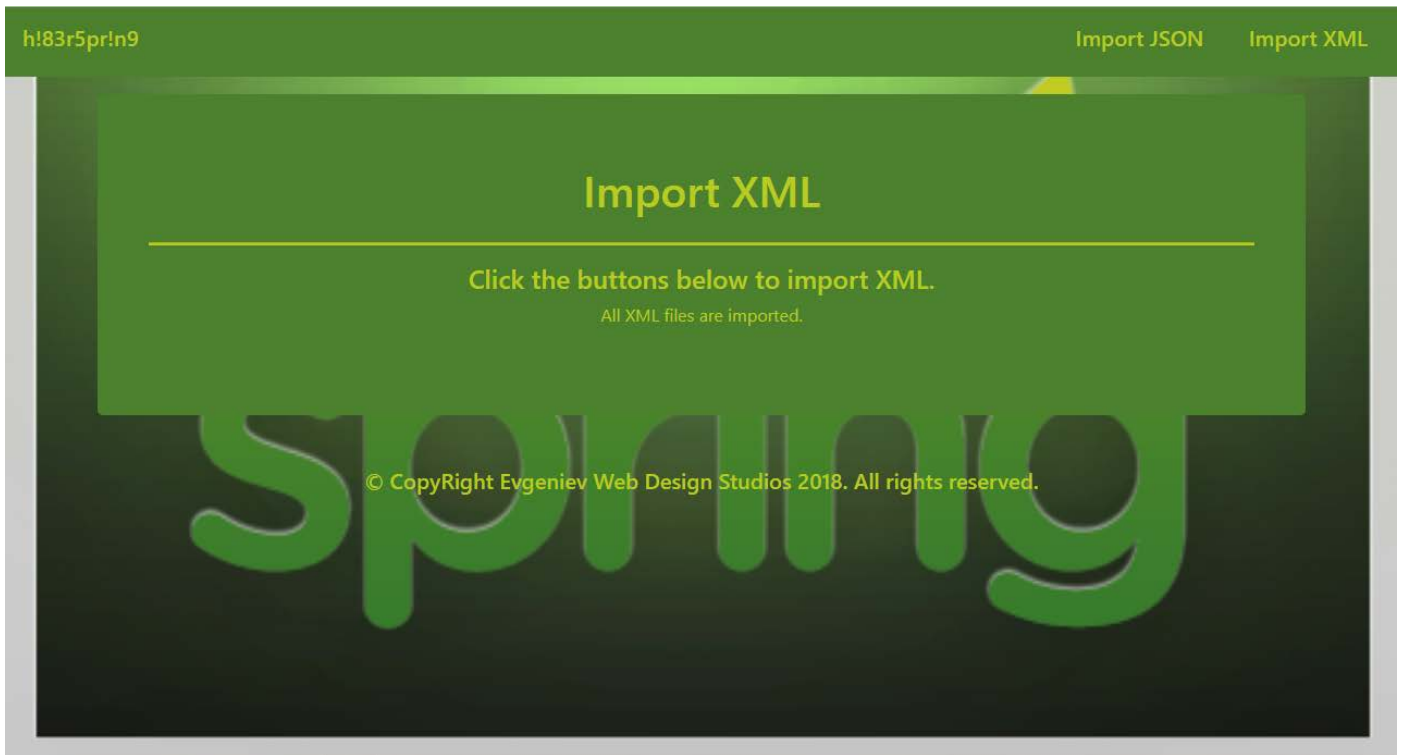 h!83r5pr!n9
Import JSON
Import XML
Import XML
Click the buttons below to import XML.
All XML files are imported.
spring
© CopyRight Evgeniev Web Design Studios 2018. All rights reserved.